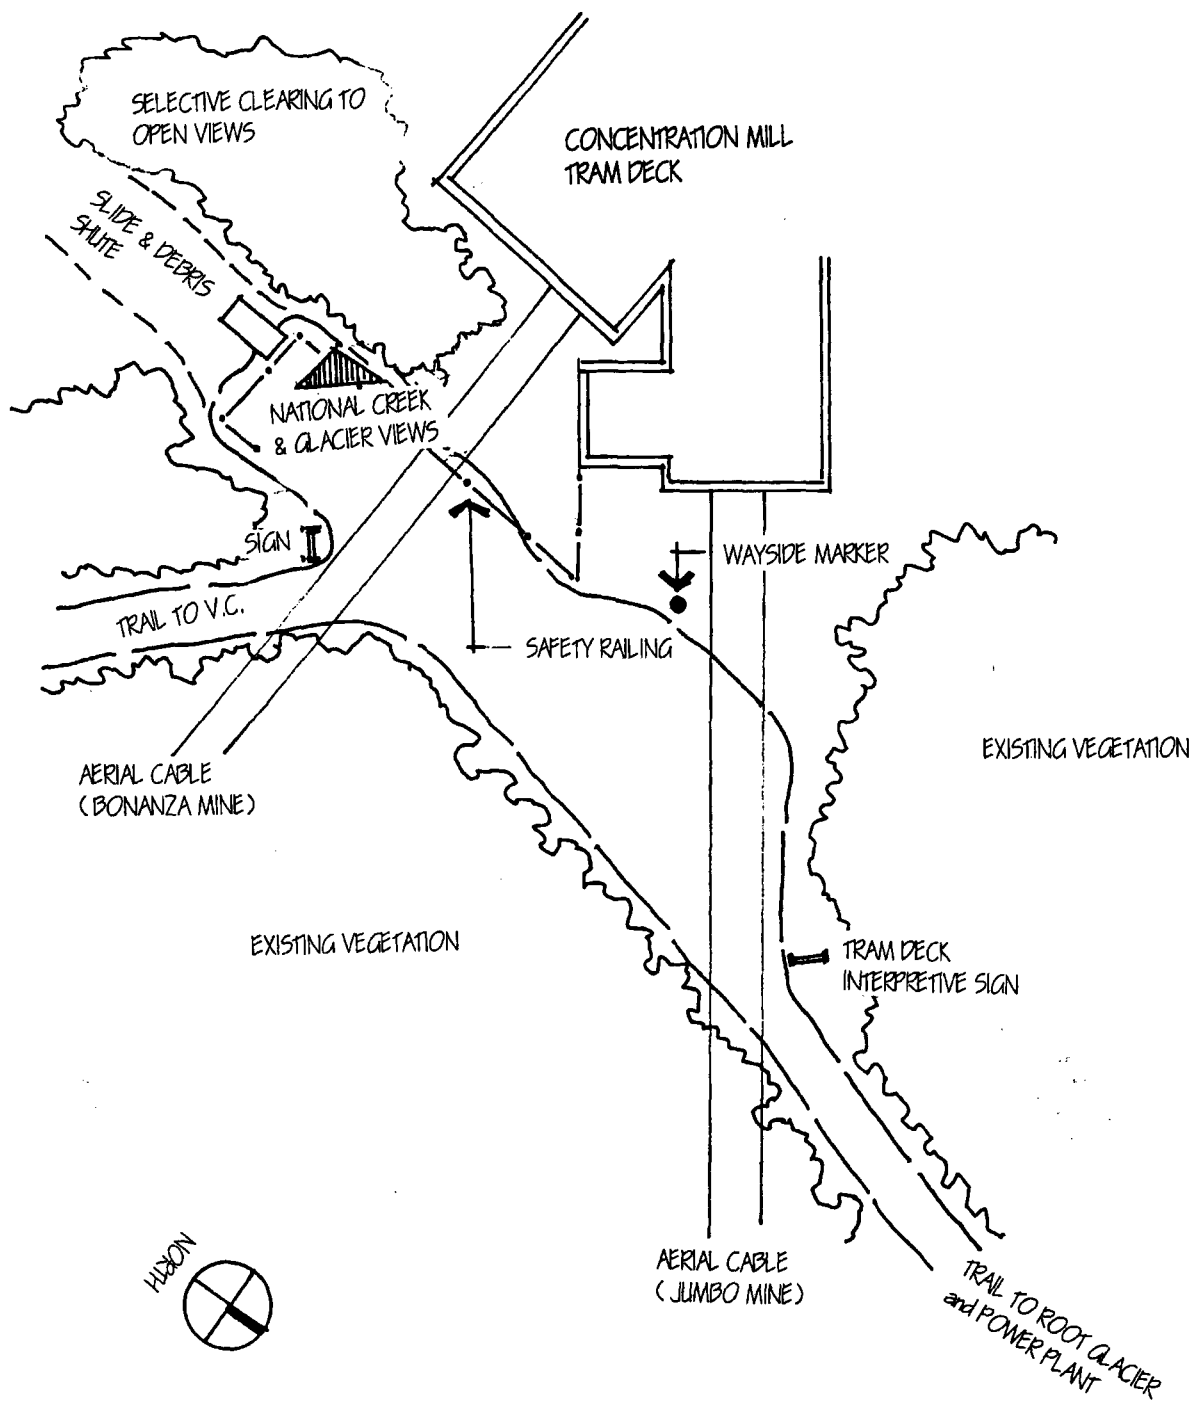 SELECTIVE CLEARING TO
OPEN VIEWS
CONCENTRATION MILL
TRAM DECK
SLIDE & DEBRIS
SHUTE
NATIONAL CREEK
& GLACIER VIEWS
SIGN
WAYSIDE MARKER
TRAIL TO V.C.
SAFETY RAILING
EXISTING VEGETATION
AERIAL CABLE
(BONANZA MINE)
EXISTING VEGETATION
TRAM DECK
INTERPRETIVE SIGN
NORTH
AERIAL CABLE
(JUMBO MINE)
TRAIL TO ROOT GLACIER
and POWER PLANT